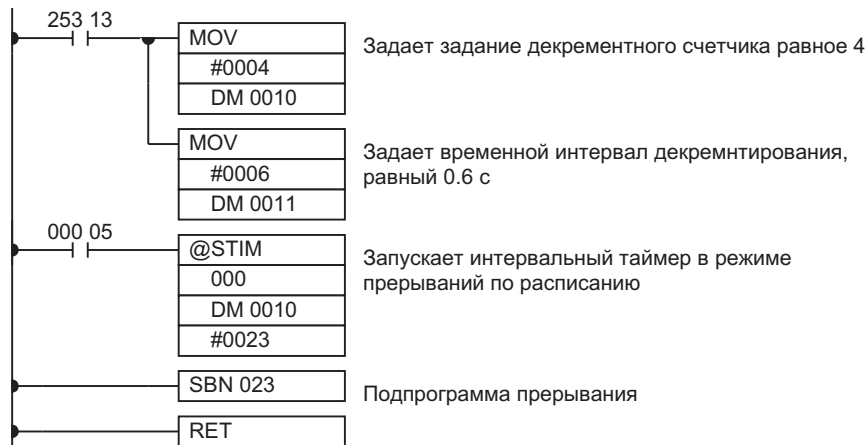 253 13
MOV
#0004
DM 0010
Задает задание декрементного счетчика равное 4
MOV
#0006
DM 0011
Задает временной интервал декремнтирования,
равный 0.6 с
000 05
@STIM
000
DM 0010
#0023
Запускает интервальный таймер в режиме
прерываний по расписанию
SBN 023
Подпрограмма прерывания
RET